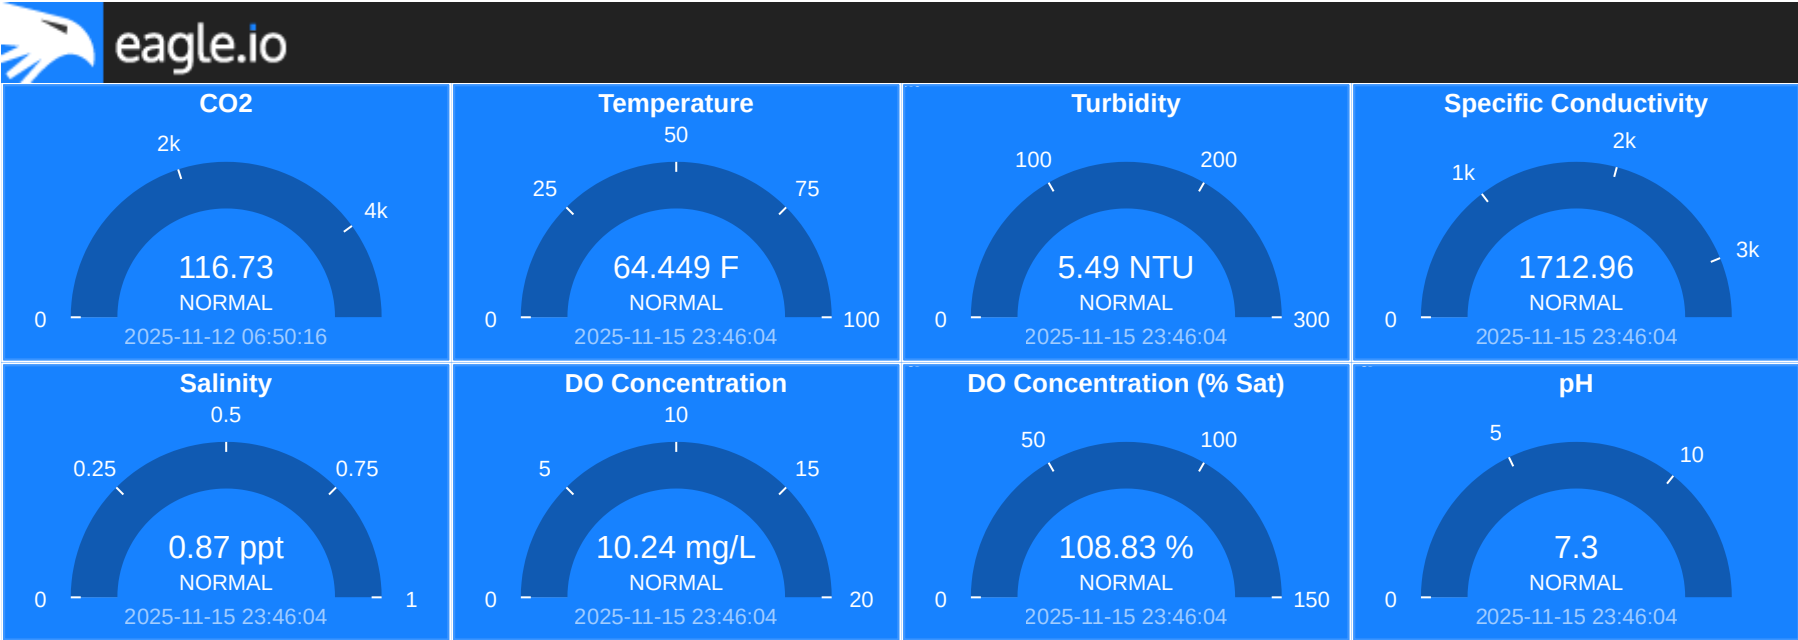 eagle.io
CO2
2k
4k
0
116.73
NORMAL
2025-11-12 06:50:16
Temperature
50
25
75
0
100
64.449 F
NORMAL
2025-11-15 23:46:04
Turbidity
100
200
0
300
5.49 NTU
NORMAL
2025-11-15 23:46:04
Specific Conductivity
2k
1k
3k
0
1712.96
NORMAL
2025-11-15 23:46:04
Salinity
0.5
0.25
0.75
0
1
0.87 ppt
NORMAL
2025-11-15 23:46:04
DO Concentration
10
5
15
0
20
10.24 mg/L
NORMAL
2025-11-15 23:46:04
DO Concentration (% Sat)
50
100
0
150
108.83 %
NORMAL
2025-11-15 23:46:04
pH
5
10
0
7.3
NORMAL
2025-11-15 23:46:04